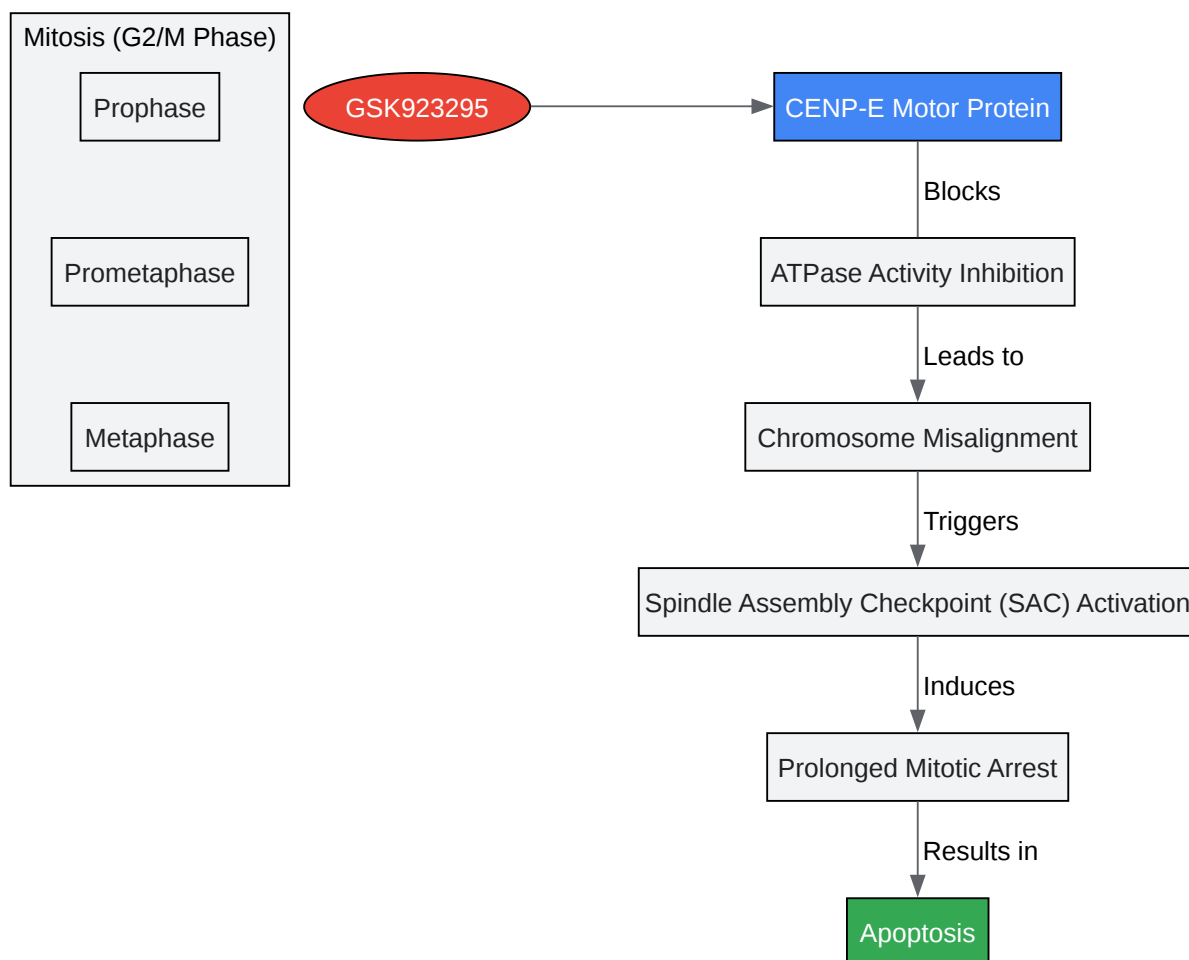 Mitosis (G2/M Phase)
Prophase
GSK923295
CENP-E Motor Protein
Blocks
Prometaphase
ATPase Activity Inhibition
Leads to
Metaphase
Chromosome Misalignment
Triggers
Spindle Assembly Checkpoint (SAC) Activation
Induces
Prolonged Mitotic Arrest
Results in
Apoptosis